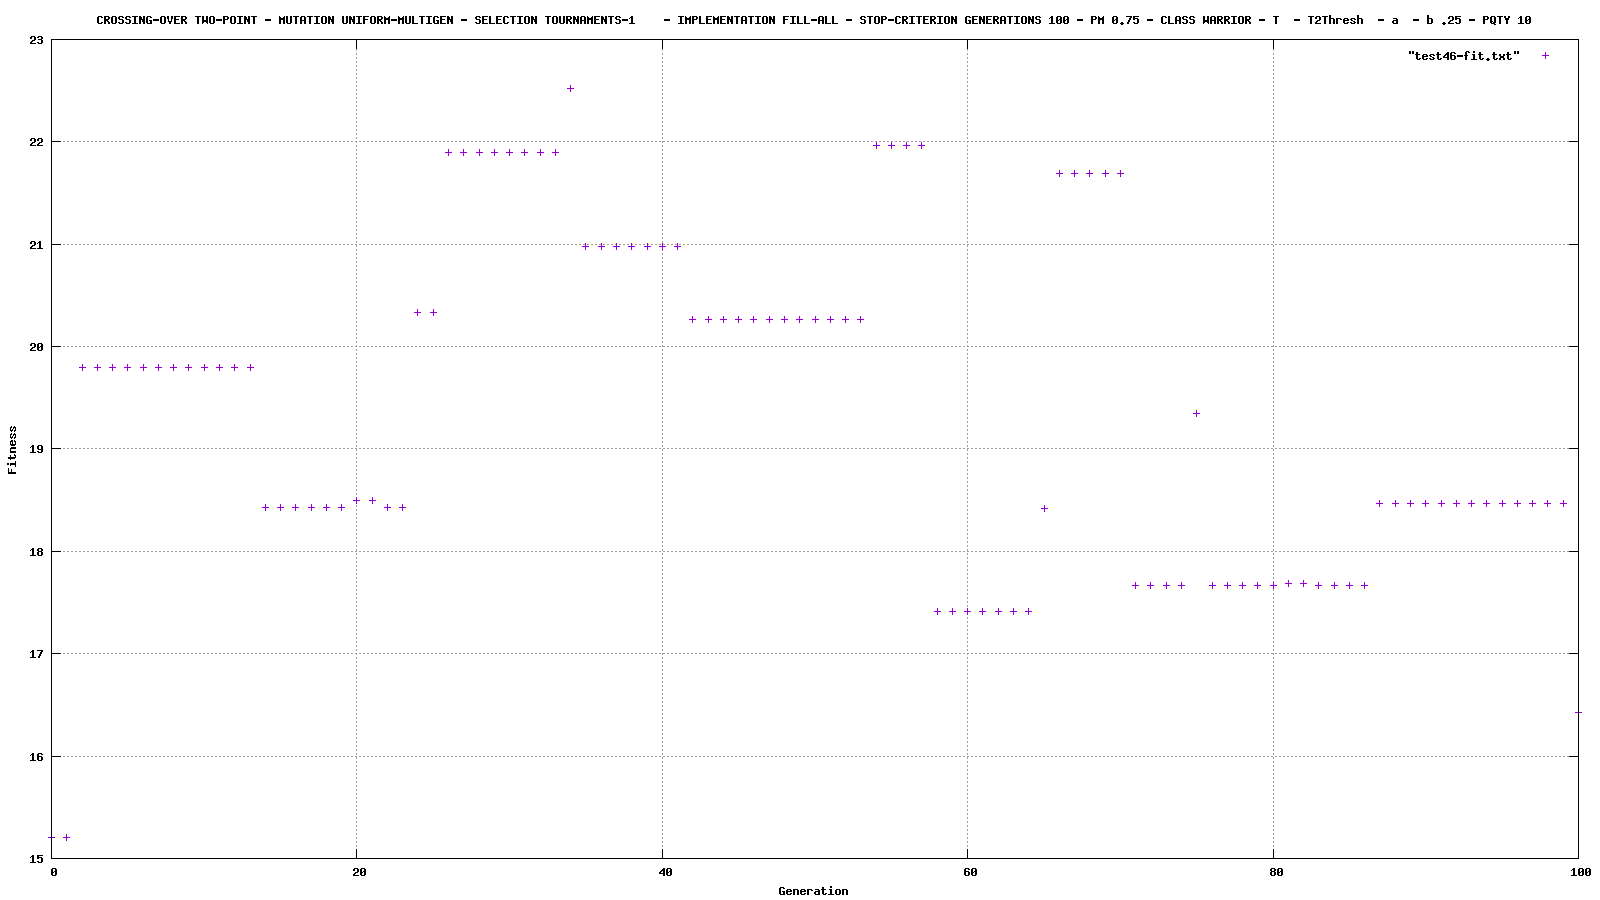 CROSSING-OVER TWO-POINT - MUTATION UNIFORM-MULTIGEN - SELECTION TOURNAMENTS-1    - IMPLEMENTATION FILL-ALL - STOP-CRITERION GENERATIONS 100 - PM 0.75 - CLASS WARRIOR - T  - T2Thresh  - a  - b .25 - PQTY 10
"test46-fit.txt"
23
22
21
20
19
18
17
16
15
Fitness
0 20 40 60 80 100
Generation